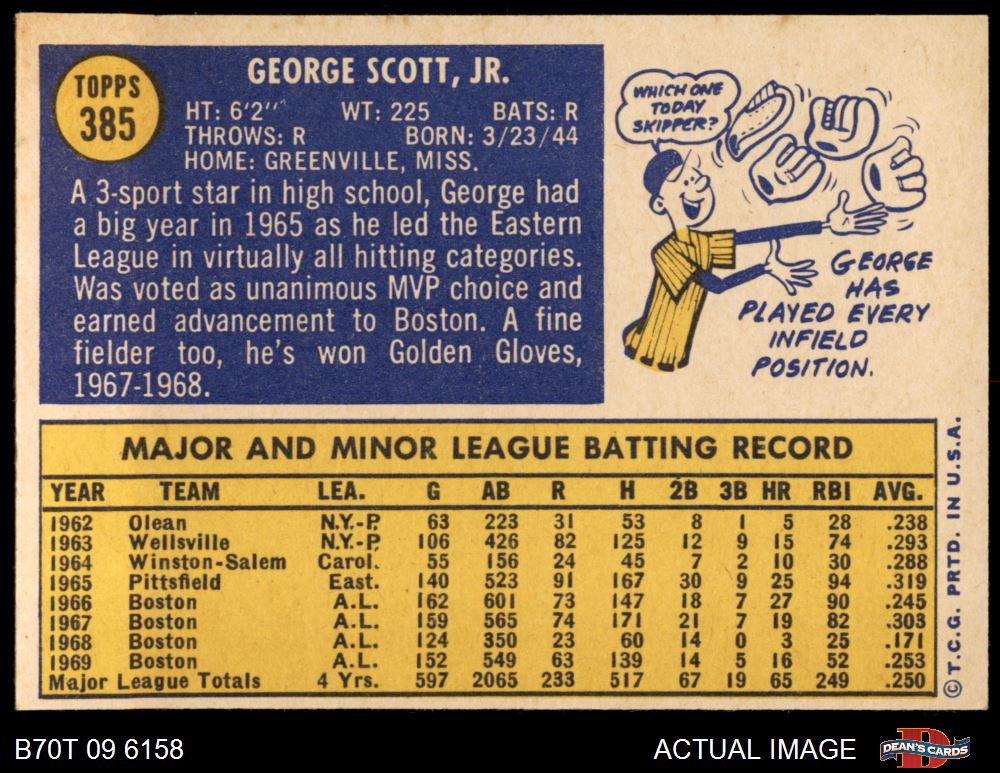 TOPPS
385
GEORGE SCOTT, JR.
HT: 6'2" WT: 225 BATS: R
THROWS: R BORN: 3/23/44
HOME: GREENVILLE, MISS.
A 3-sport star in high school, George had
a big year in 1965 as he led the Eastern
League in virtually all hitting categories.
Was voted as unanimous MVP choice and
earned advancement to Boston. A fine
fielder too, he's won Golden Gloves,
1967-1968.
WHICH ONE
TODAY
SKIPPER?
GEORGE
HAS
PLAYED EVERY
INFIELD
POSITION.
MAJOR AND MINOR LEAGUE BATTING RECORD
YEAR TEAM LEA. G AB R H 2B 3B HR RBI AVG.
1962 Olean N.Y.-P. 63 223 31 53 8 1 5 28 .238
1963 Wellsville N.Y.-P. 106 426 82 125 12 9 15 74 .293
1964 Winston-Salem Carol. 55 156 24 45 7 2 10 30 .288
1965 Pittsfield East. 140 523 91 167 30 9 25 94 .319
1966 Boston A.L. 162 601 73 147 18 7 27 90 .245
1967 Boston A.L. 159 565 74 171 21 7 19 82 .303
1968 Boston A.L. 124 350 23 60 14 0 3 25 .171
1969 Boston A.L. 152 549 63 139 14 5 16 52 .253
Major League Totals 4 Yrs. 597 2065 233 517 67 19 65 249 .250
© T.C.G. PRTD. IN U.S.A.
B70T 09 6158
ACTUAL IMAGE
D
DEAN'S CARDS